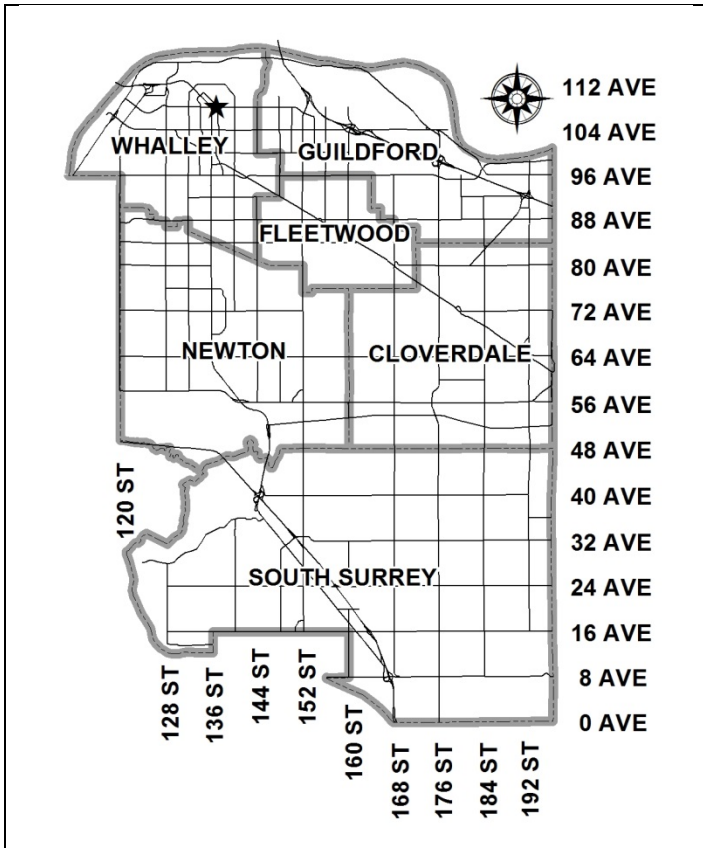 112 AVE
104 AVE
WHALLEY
GUILDFORD
96 AVE
88 AVE
FLEETWOOD
80 AVE
72 AVE
NEWTON
CLOVERDALE
64 AVE
56 AVE
48 AVE
120 ST
40 AVE
32 AVE
SOUTH SURREY
24 AVE
16 AVE
8 AVE
0 AVE
128 ST
136 ST
144 ST
152 ST
160 ST
168 ST
176 ST
184 ST
192 ST